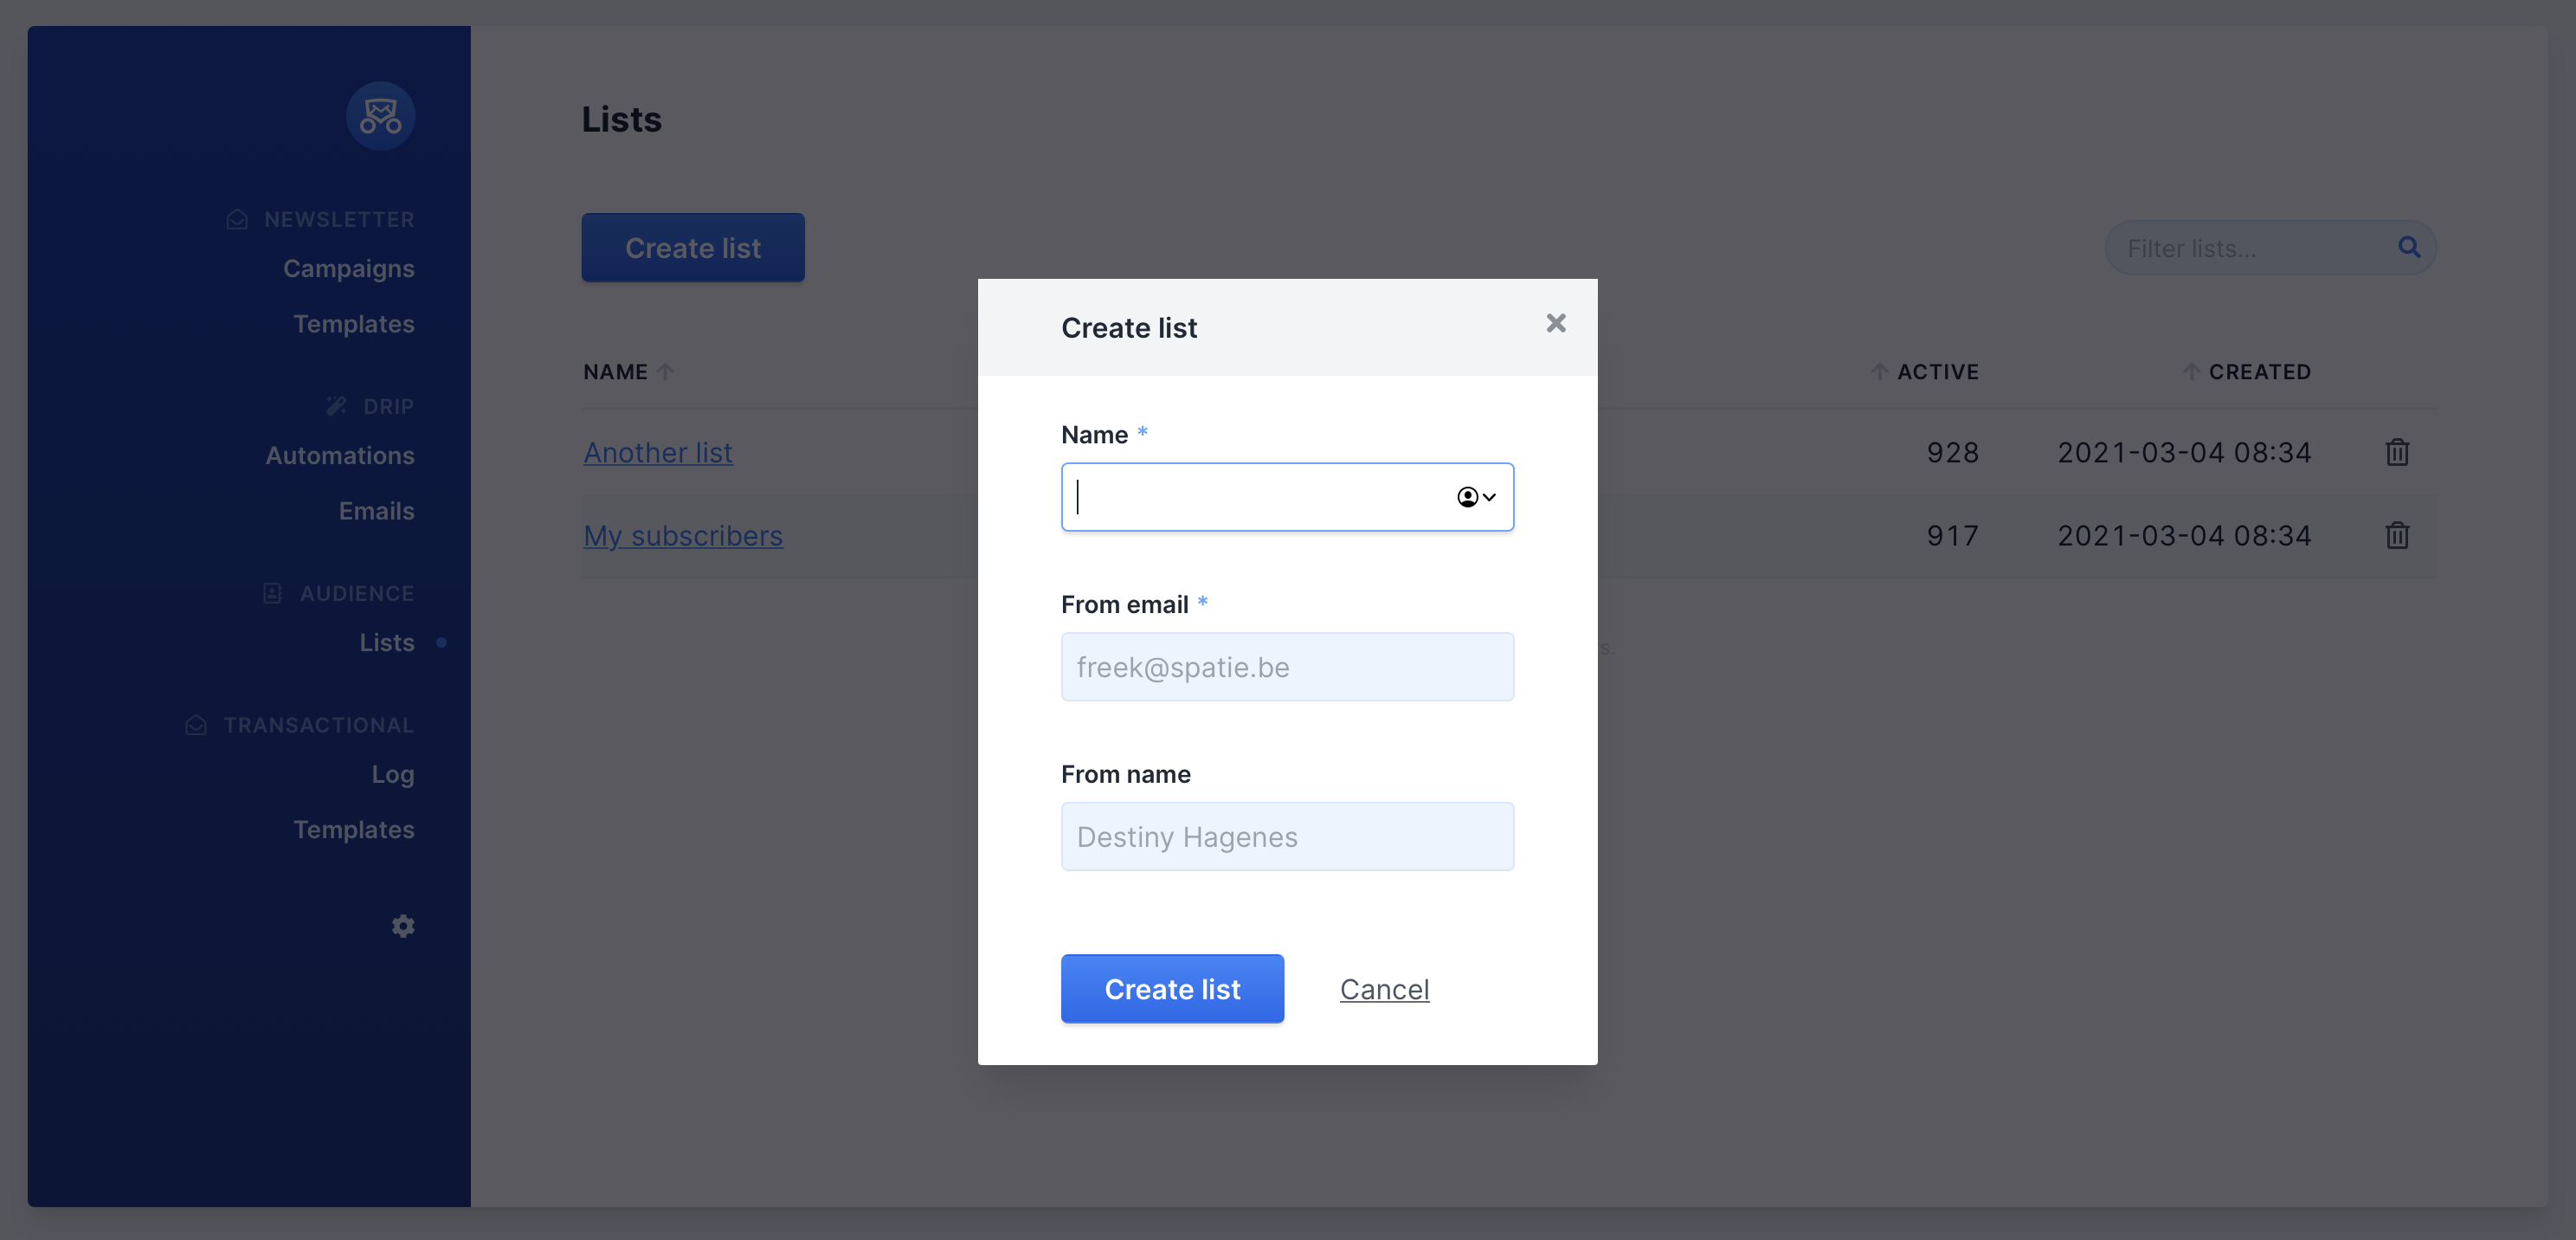 NEWSLETTER
Campaigns
Templates
DRIP
Automations
Emails
AUDIENCE
Lists
TRANSACTIONAL
Log
Templates
Lists
Create list
Filter lists...
NAME ACTIVE CREATED
Another list 928 2021-03-04 08:34
My subscribers 917 2021-03-04 08:34
Create list
Name *
From email *
freek@spatie.be
From name
Destiny Hagenes
Create list Cancel